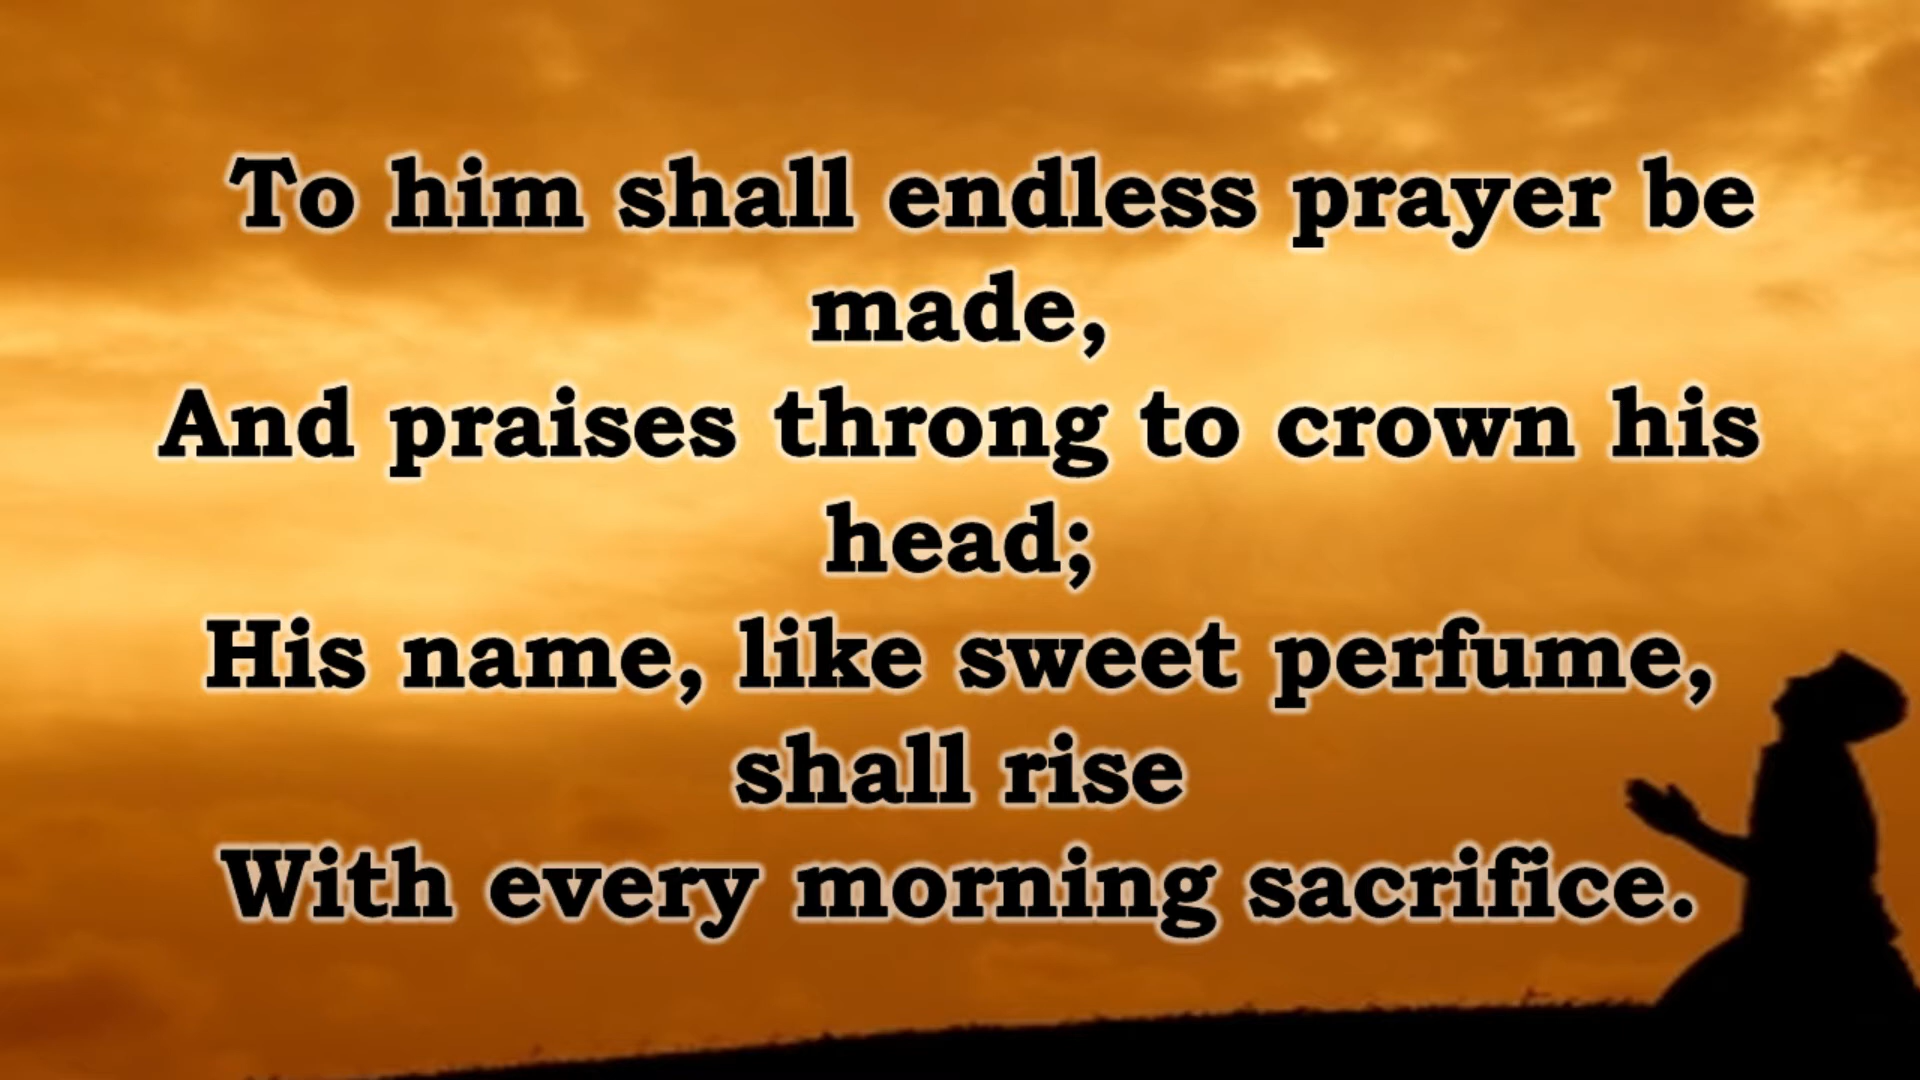 To him shall endless prayer be
made,
And praises throng to crown his
head;
His name, like sweet perfume,
shall rise
With every morning sacrifice.